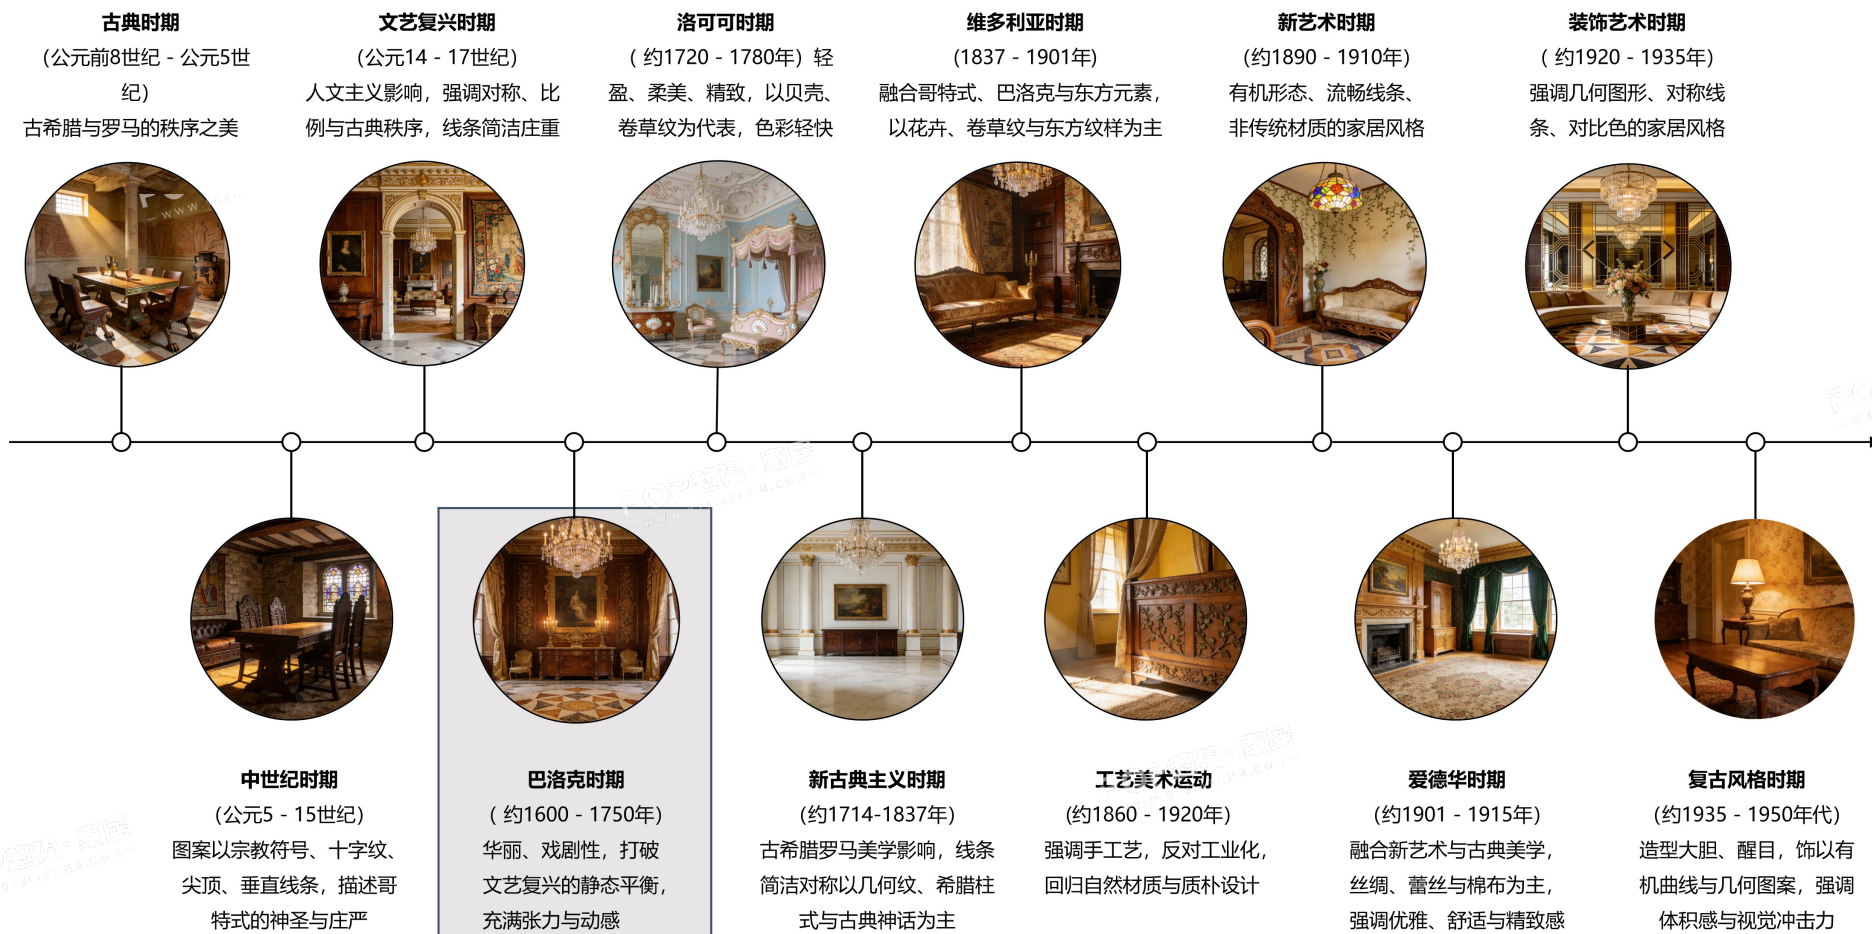 古典时期
（公元前8世纪 - 公元5世
纪）
古希腊与罗马的秩序之美
文艺复兴时期
（公元14 - 17世纪）
人文主义影响，强调对称、比
例与古典秩序，线条简洁庄重
洛可可时期
（ 约1720 - 1780年）轻
盈、柔美、精致，以贝壳、
卷草纹为代表，色彩轻快
维多利亚时期
(1837 - 1901年)
融合哥特式、巴洛克与东方元素，
以花卉、卷草纹与东方纹样为主
新艺术时期
（约1890 - 1910年）
有机形态、流畅线条、
非传统材质的家居风格
装饰艺术时期
（ 约1920 - 1935年）
强调几何图形、对称线
条、对比色的家居风格
中世纪时期
（公元5 - 15世纪）
图案以宗教符号、十字纹、
尖顶、垂直线条，描述哥
特式的神圣与庄严
巴洛克时期
（ 约1600 - 1750年）
华丽、戏剧性，打破
文艺复兴的静态平衡，
充满张力与动感
新古典主义时期
（约1714-1837年）
古希腊罗马美学影响，线条
简洁对称以几何纹、希腊柱
式与古典神话为主
工艺美术运动
(约1860 - 1920年）
强调手工艺，反对工业化，
回归自然材质与质朴设计
爱德华时期
（约1901 - 1915年）
融合新艺术与古典美学，
丝绸、蕾丝与棉布为主，
强调优雅、舒适与精致感
复古风格时期
（约1935 - 1950年代）
造型大胆、醒目，饰以有
机曲线与几何图案，强调
体积感与视觉冲击力